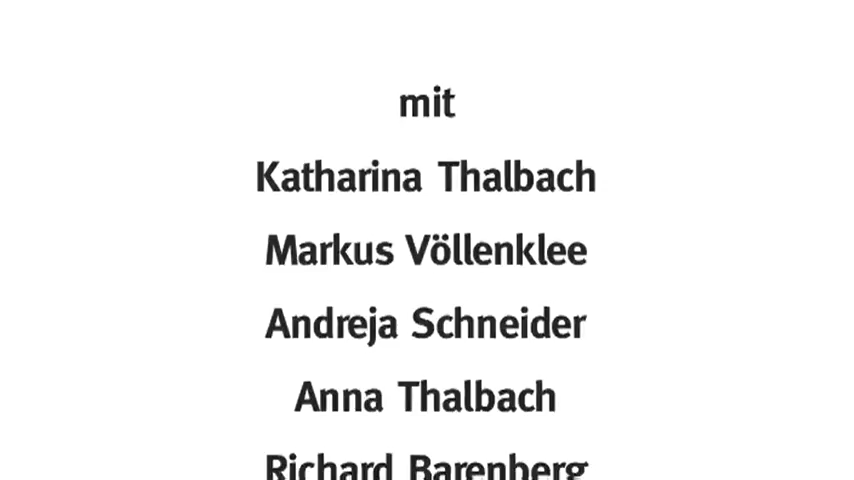 mit
Katharina Thalbach
Markus Völlenklee
Andreja Schneider
Anna Thalbach
Richard Barenberg